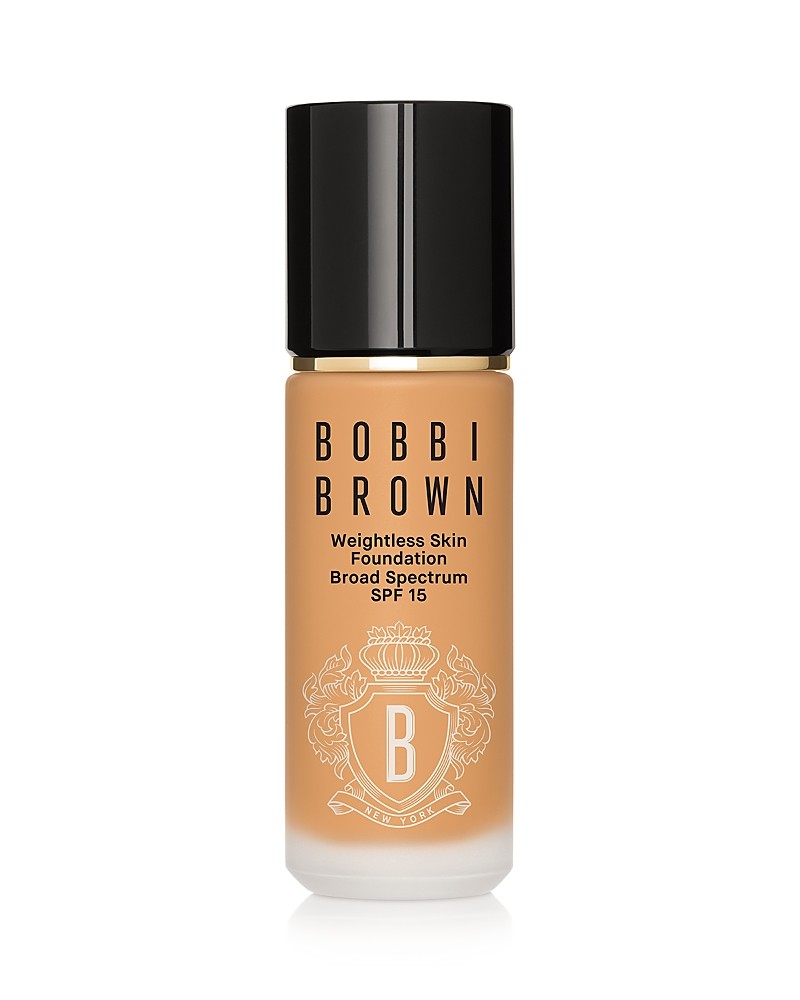 BOBBI
BROWN
Weightless Skin
Foundation
Broad Spectrum
SPF 15
B
NEW YORK